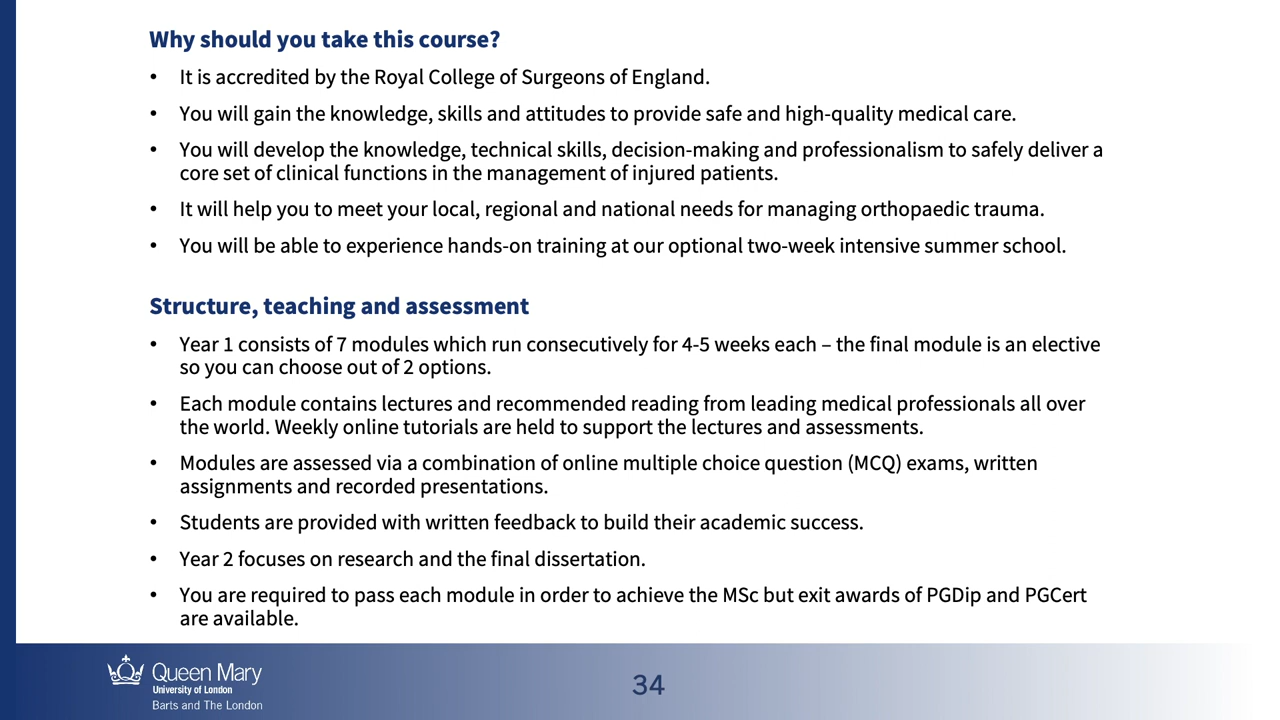 Why should you take this course?
• It is accredited by the Royal College of Surgeons of England.
• You will gain the knowledge, skills and attitudes to provide safe and high-quality medical care.
• You will develop the knowledge, technical skills, decision-making and professionalism to safely deliver a
core set of clinical functions in the management of injured patients.
• It will help you to meet your local, regional and national needs for managing orthopaedic trauma.
• You will be able to experience hands-on training at our optional two-week intensive summer school.
Structure, teaching and assessment
• Year 1 consists of 7 modules which run consecutively for 4-5 weeks each – the final module is an elective
so you can choose out of 2 options.
• Each module contains lectures and recommended reading from leading medical professionals all over
the world. Weekly online tutorials are held to support the lectures and assessments.
• Modules are assessed via a combination of online multiple choice question (MCQ) exams, written
assignments and recorded presentations.
• Students are provided with written feedback to build their academic success.
• Year 2 focuses on research and the final dissertation.
• You are required to pass each module in order to achieve the MSc but exit awards of PGDip and PGCert
are available.
Queen Mary
University of London
Barts and The London
34